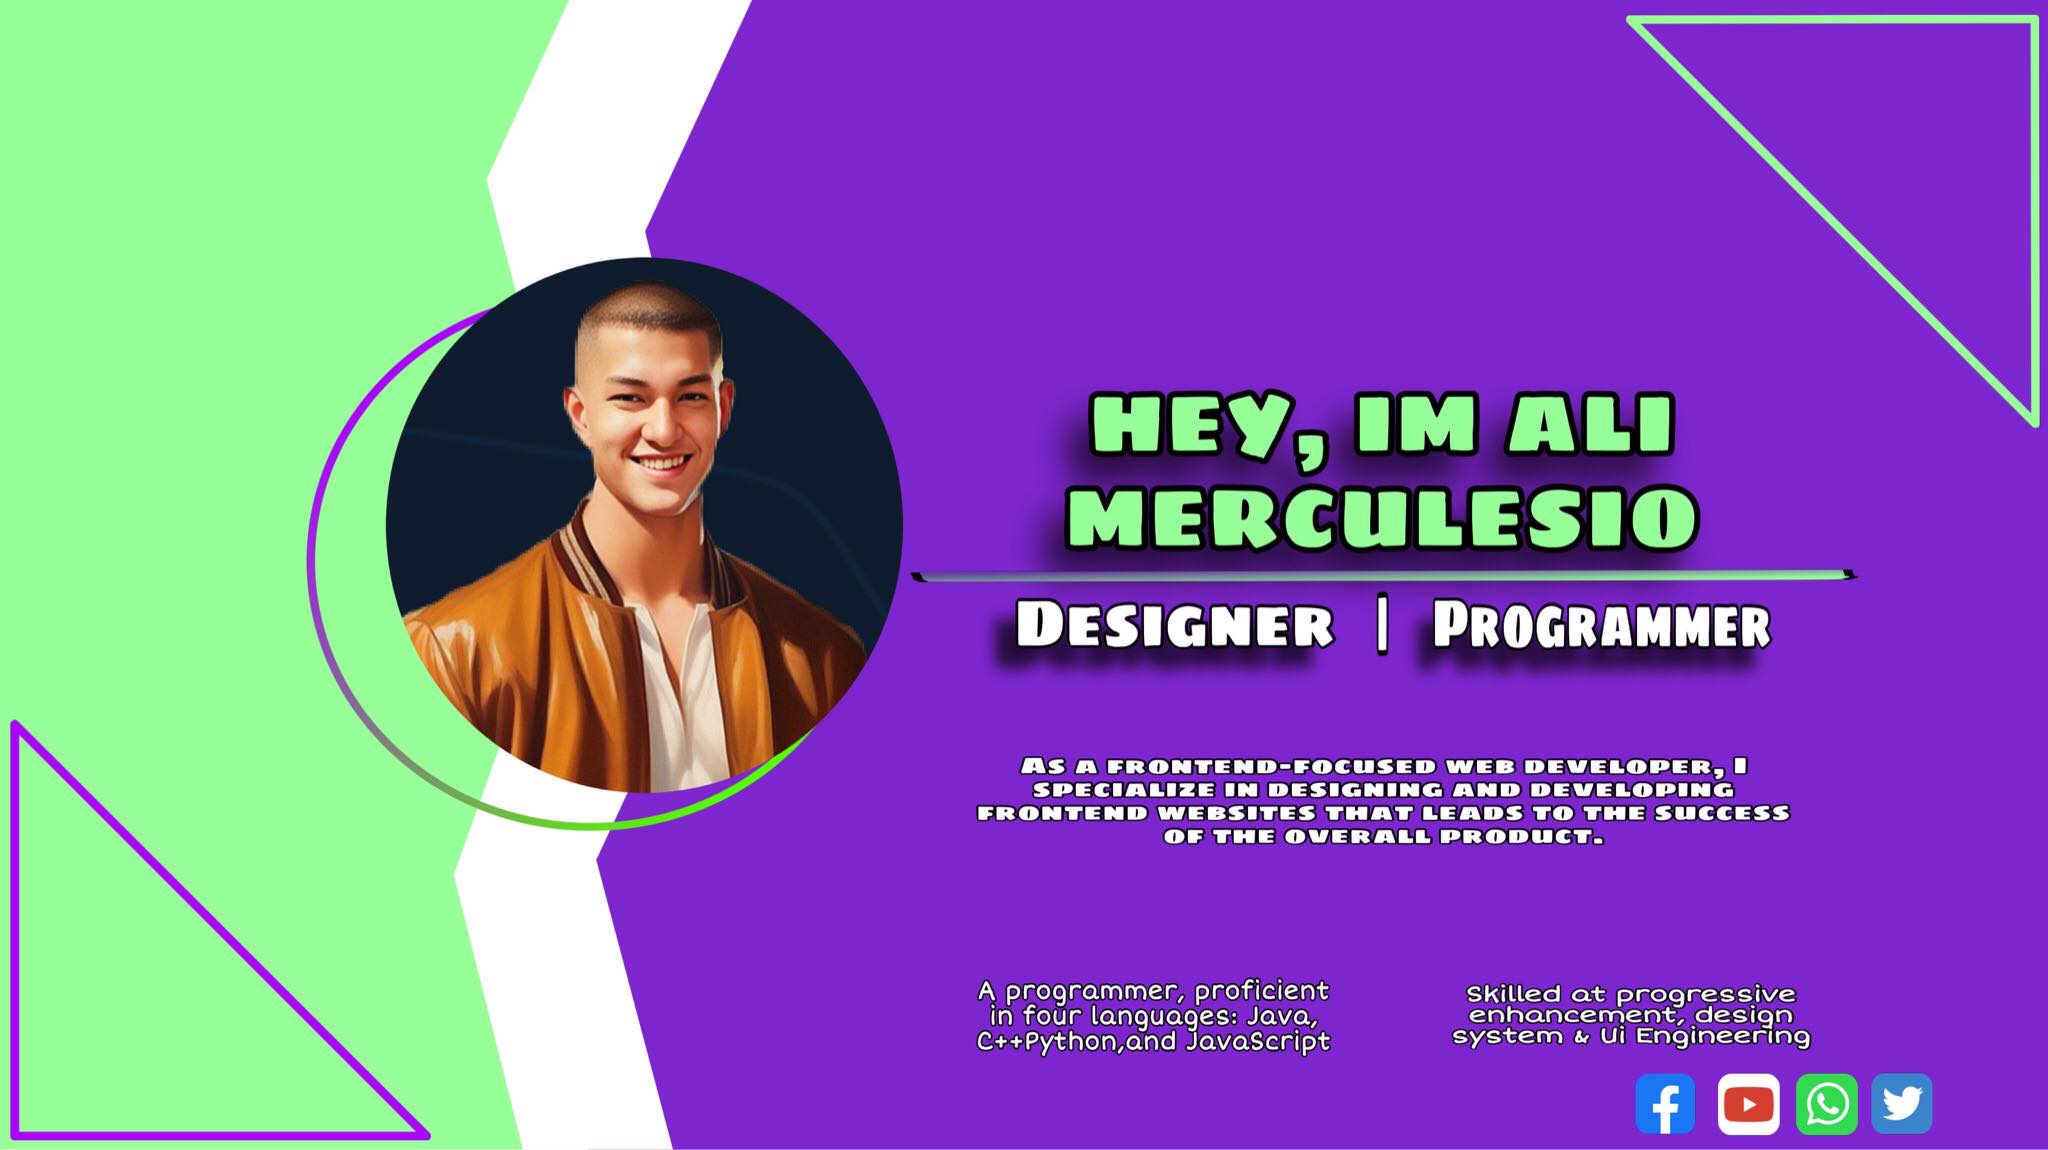 HEY, IM ALI
MERCULESIO
DESIGNER | PROGRAMMER
AS A FRONTEND-FOCUSED WEB DEVELOPER, I
SPECIALIZE IN DESIGNING AND DEVELOPING
FRONTEND WEBSITES THAT LEADS TO THE SUCCESS
OF THE OVERALL PRODUCT.
A programmer, proficient
in four languages: Java,
C++Python,and JavaScript
Skilled at progressive
enhancement, design
system & Ui Engineering